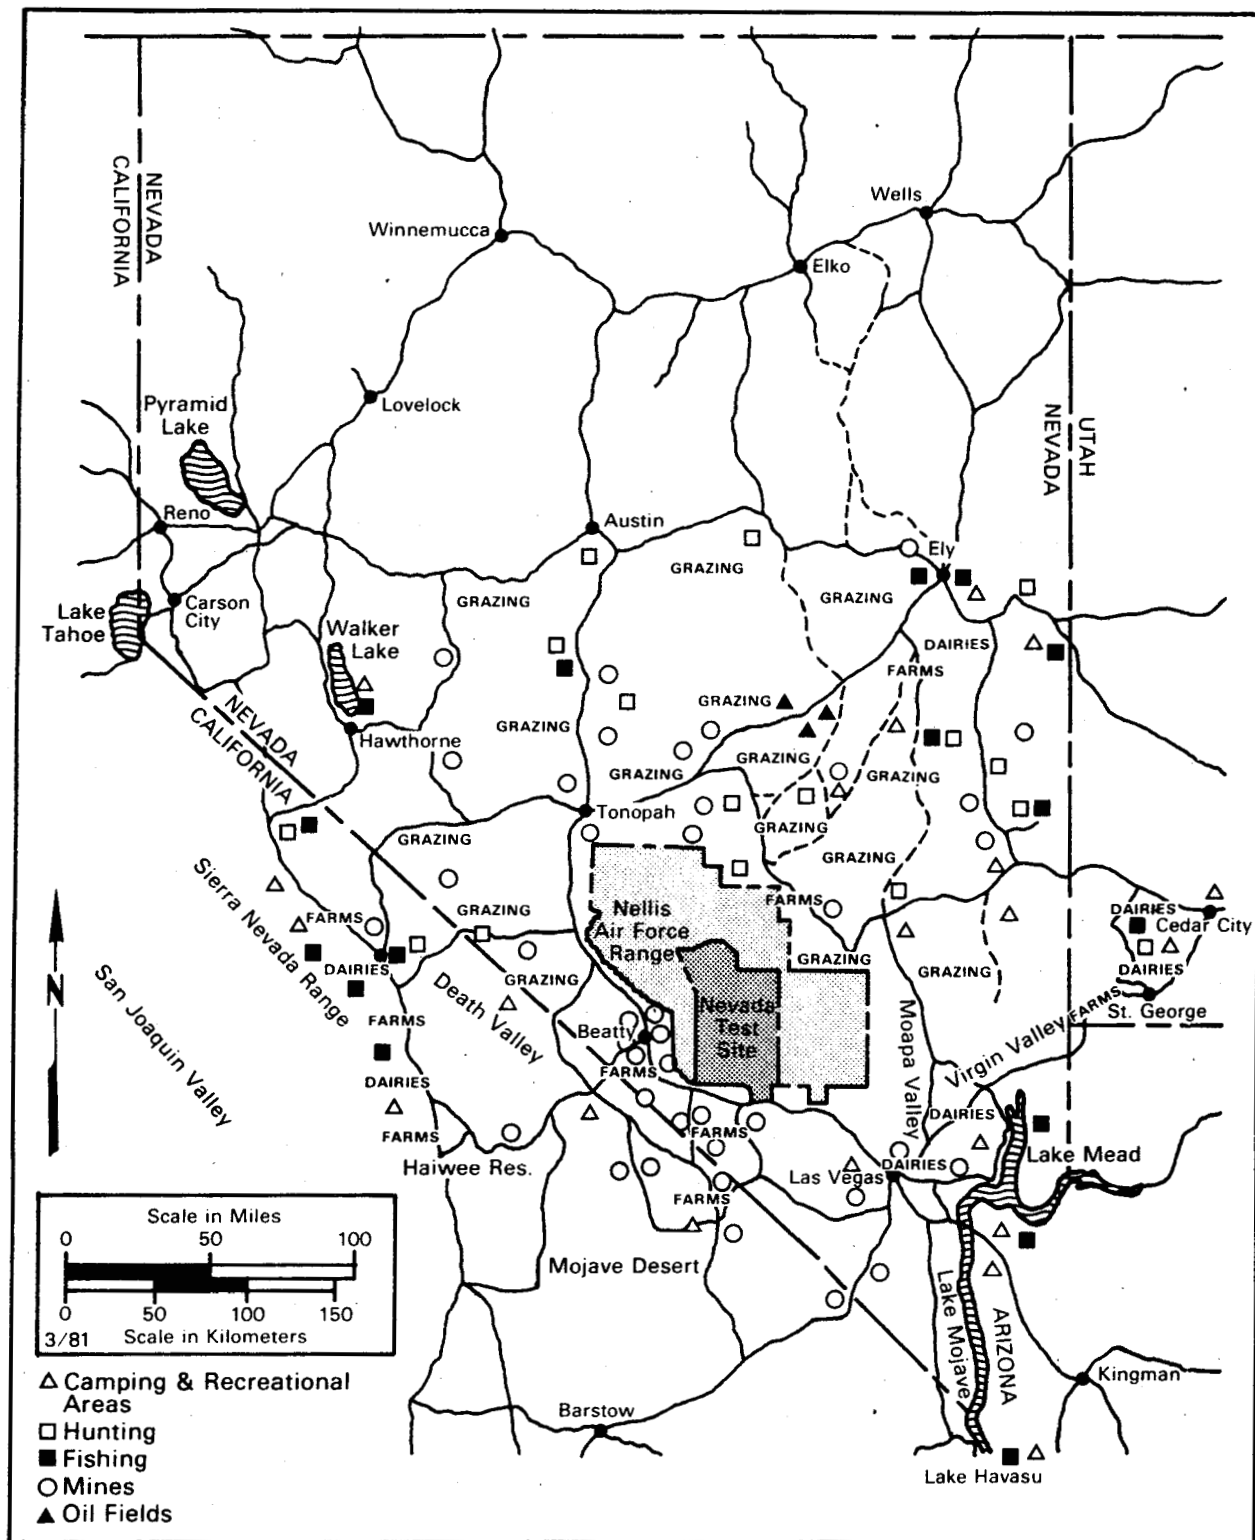 NEVADA
CALIFORNIA
Wells
Winnemucca
Elko
Pyramid
Lake
Lovelock
NEVADA
UTAH
Reno
Austin
Ely
GRAZING
GRAZING
GRAZING
Lake
Tahoe
Carson
City
Walker
Lake
DAIRIES
FARMS
NEVADA
CALIFORNIA
Hawthorne
GRAZING
GRAZING
GRAZING
GRAZING
GRAZING
Tonopah
GRAZING
GRAZING
GRAZING
Sierra Nevada Range
FARMS
GRAZING
Nellis
Air Force
Range
FARMS
DAIRIES
Cedar City
DAIRIES
DAIRIES
GRAZING
GRAZING
GRAZING
N
San Joaquin Valley
Death Valley
FARMS
Nevada
Test
Site
Beatty
Moapa Valley
Virgin Valley
FARMS
St. George
FARMS
DAIRIES
FARMS
DAIRIES
FARMS
Haiwee Res.
Las Vegas
DAIRIES
Lake Mead
FARMS
Mojave Desert
Lake Mojave
ARIZONA
Kingman
Barstow
Lake Havasu
Scale in Miles
0 50 100
0 50 100 150
3/81 Scale in Kilometers
Camping & Recreational
Areas
Hunting
Fishing
Mines
Oil Fields